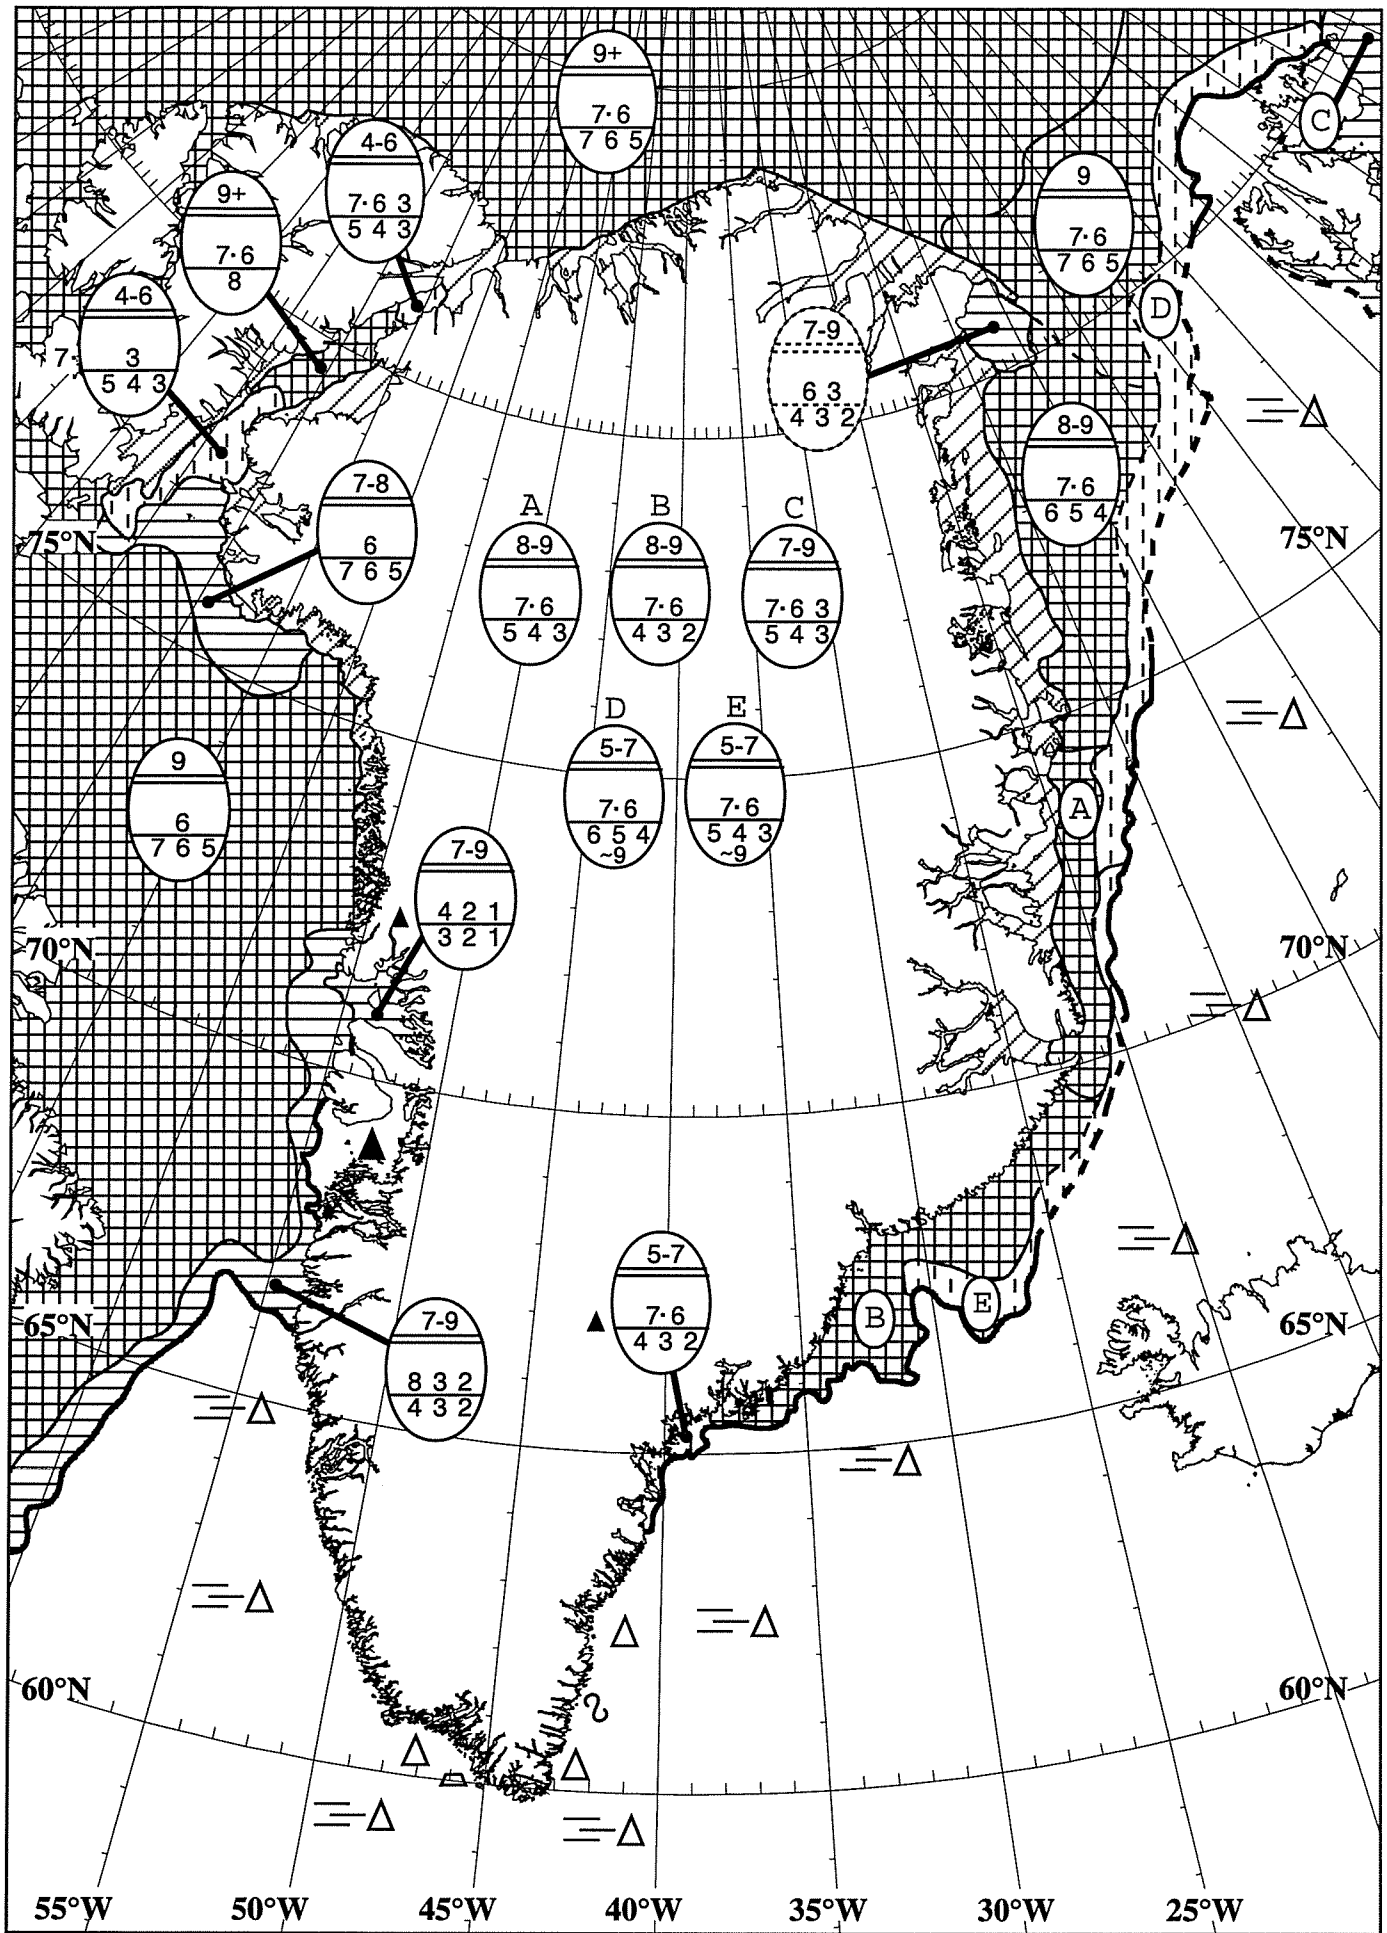 9+
7·6
7 6 5
4-6
7·6 3
5 4 3
9+
7·6
8
4-6
7·
3
5 4 3
C
9
7·6
7 6 5
D
7-9
6 3
4 3 2
8-9
7·6
6 5 4
7-8
6
7 6 5
A
8-9
7·6
5 4 3
B
8-9
7·6
4 3 2
C
7-9
7·6 3
5 4 3
75°N
75°N
D
5-7
7·6
6 5 4
~9
E
5-7
7·6
5 4 3
~9
9
6
7 6 5
A
7-9
4 2 1
3 2 1
70°N
70°N
5-7
7·6
4 3 2
B
E
65°N
65°N
7-9
8 3 2
4 3 2
60°N
60°N
55°W
50°W
45°W
40°W
35°W
30°W
25°W